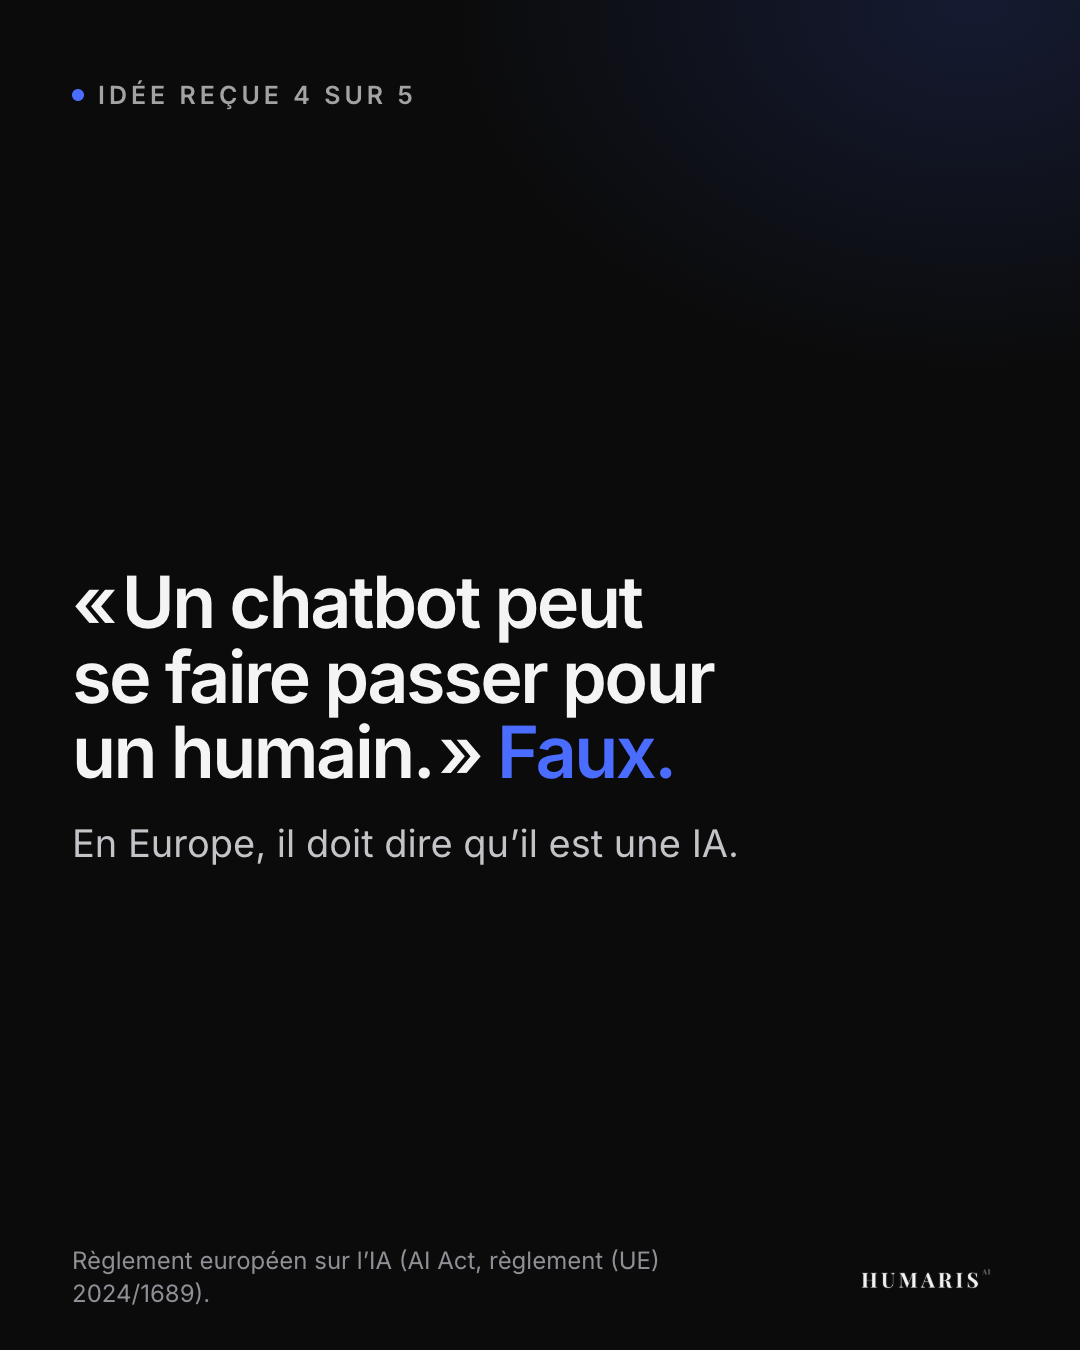 IDÉE REÇUE 4 SUR 5
« Un chatbot peut
se faire passer pour
un humain. » Faux.
En Europe, il doit dire qu’il est une IA.
Règlement européen sur l’IA (AI Act, règlement (UE)
2024/1689).
HUMARIS AI